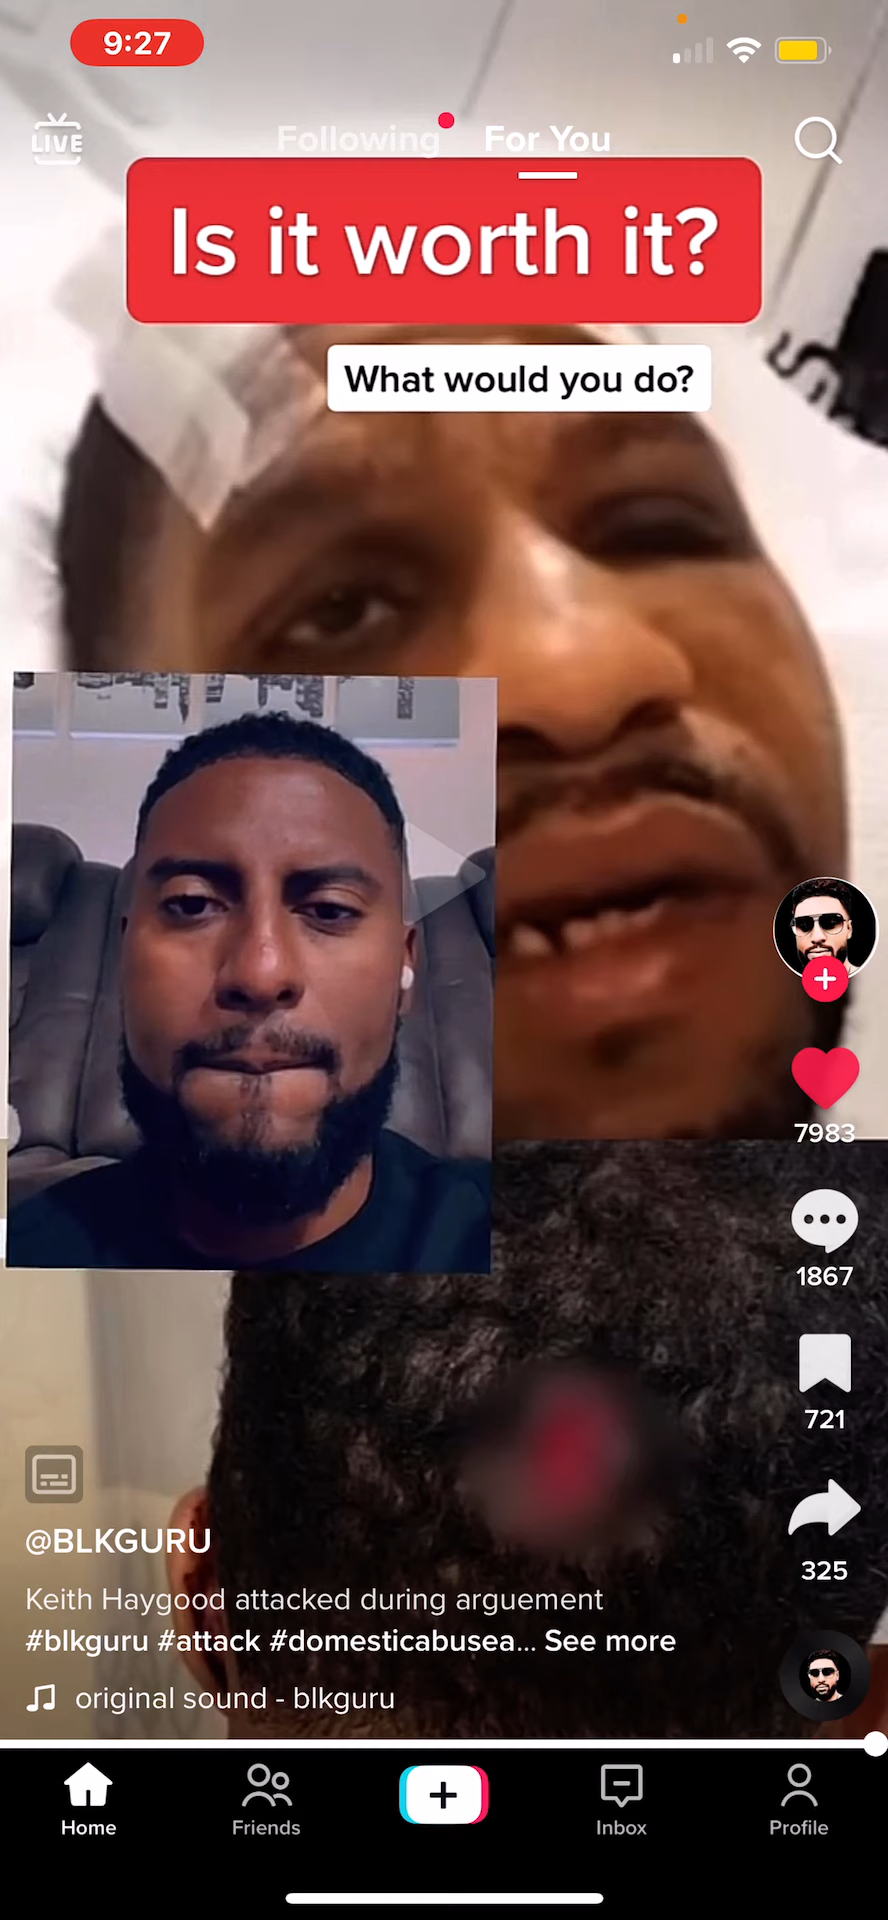 9:27
LIVE
Following
For You
Is it worth it?
What would you do?
7983
1867
721
325
@BLKGURU
Keith Haygood attacked during arguement
#blkguru #attack #domesticabusea... See more
original sound - blkguru
Home
Friends
Inbox
Profile